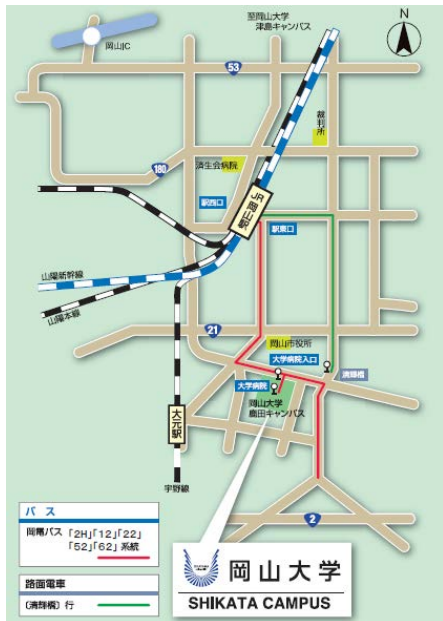 至岡山大学
津島キャンパス
N
岡山IC
53
裁判所
180
済生会病院
駅西口
JR岡山駅
駅東口
山陽新幹線
山陽本線
21
岡山市役所
大学病院入口
清輝橋
大学病院
岡山大学
鹿田キャンパス
大元駅
宇野線
2
バス
岡電バス「2H」「12」「22」
「52」「62」系統
路面電車
〔清輝橋〕行
岡山大学
SHIKATA CAMPUS